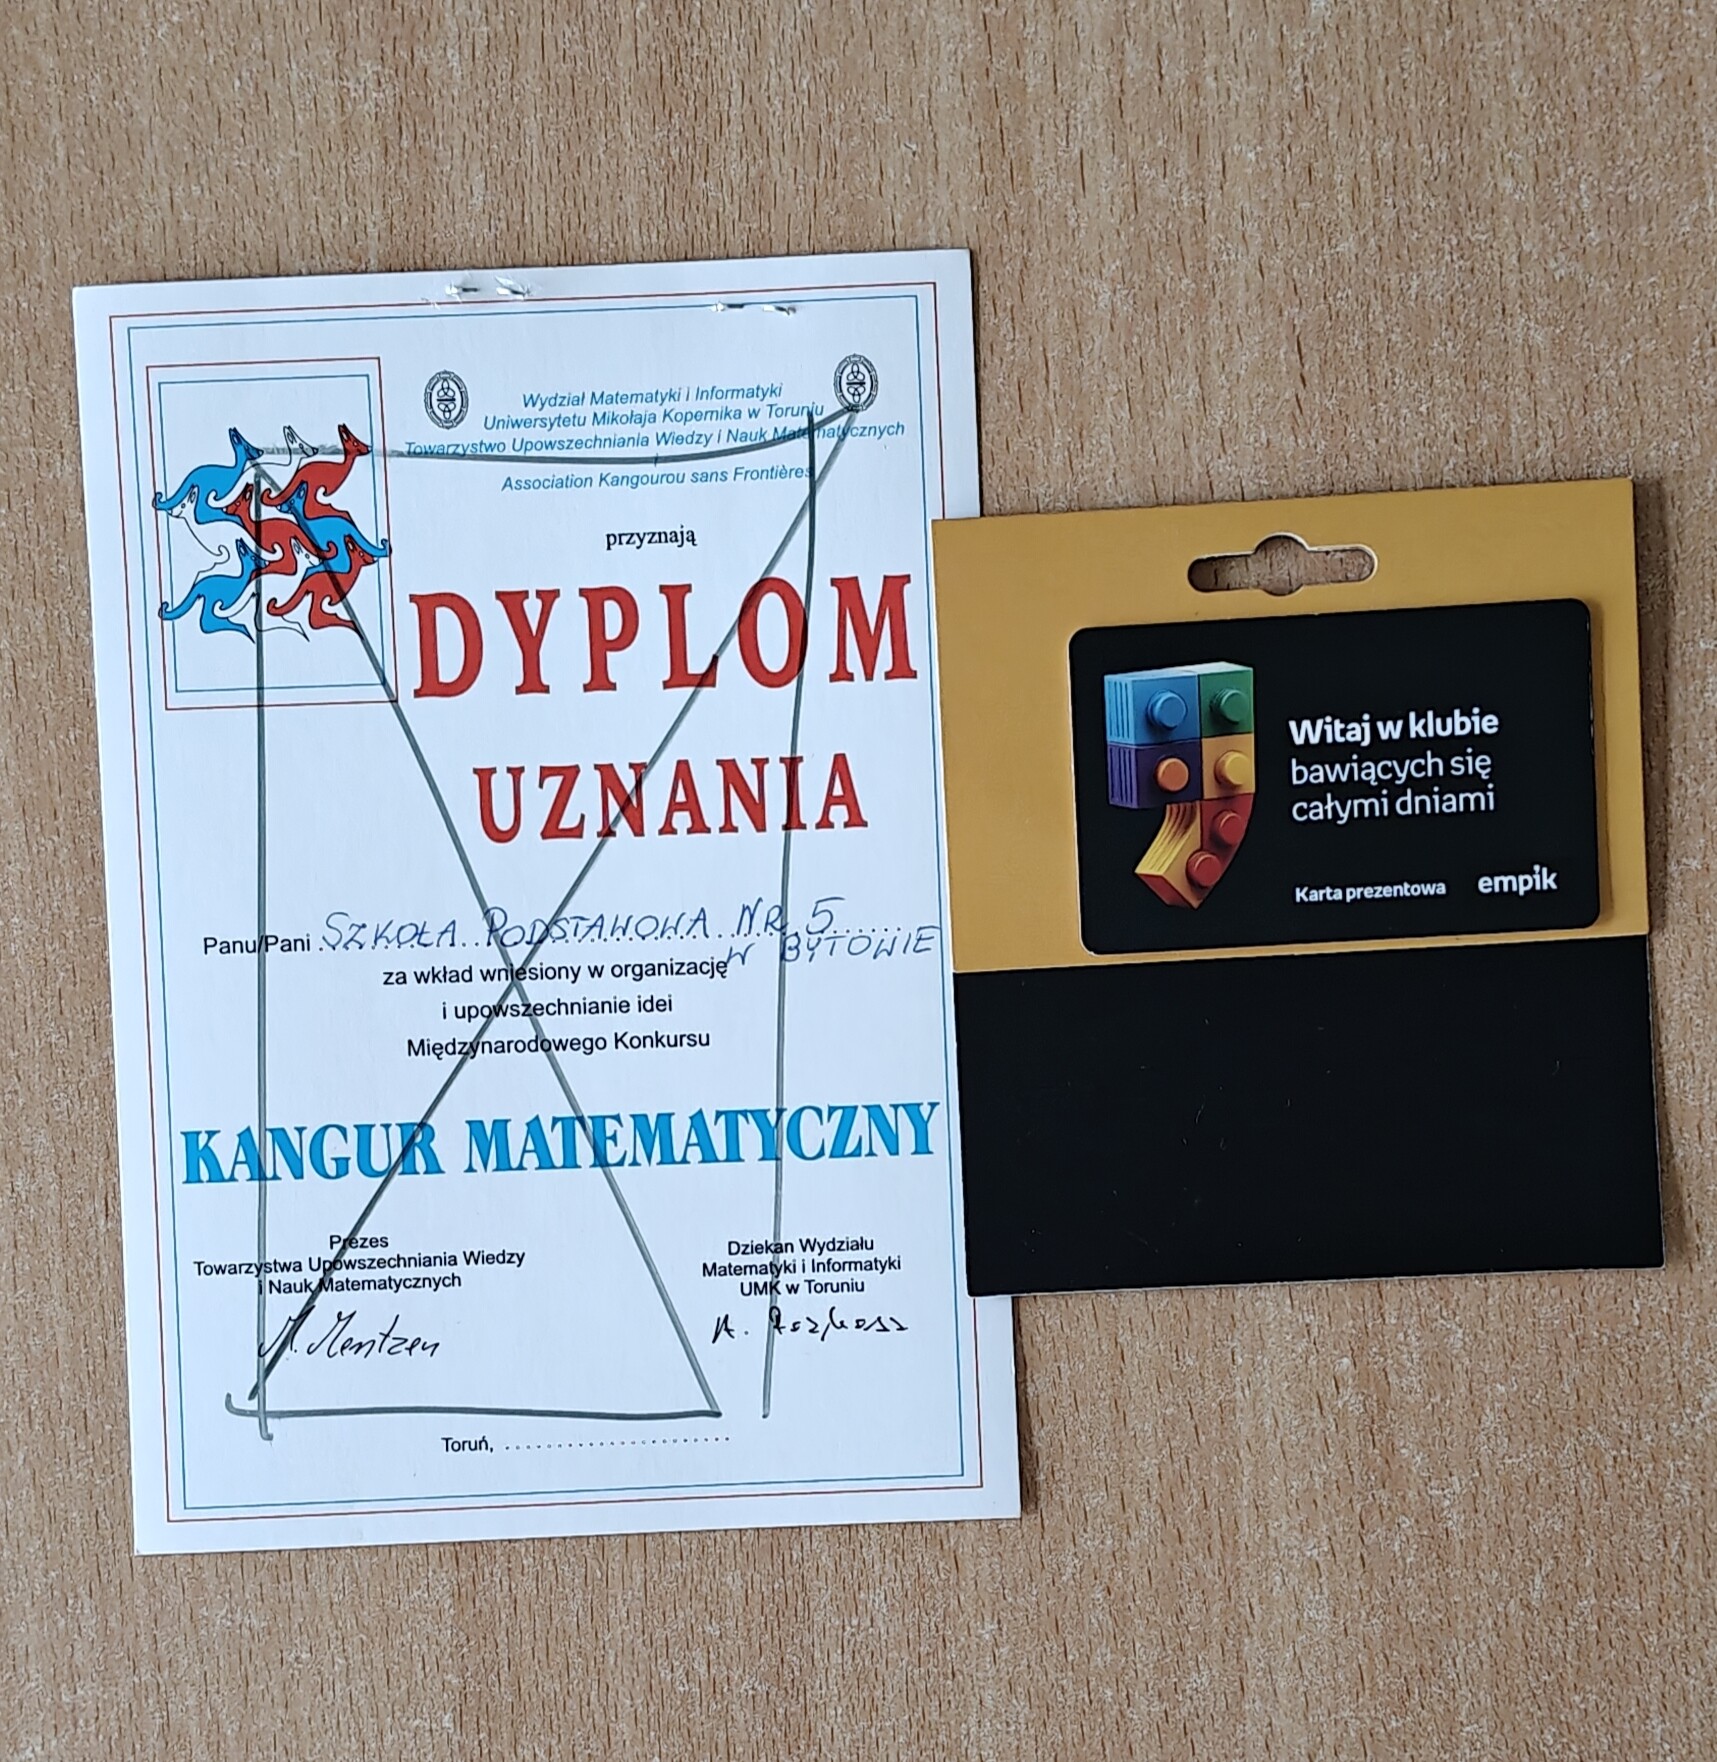 Wydział Matematyki i Informatyki
Uniwersytetu Mikołaja Kopernika w Toruniu
Towarzystwo Upowszechniania Wiedzy i Nauk Matematycznych
i
Association Kangourou sans Frontières
przyznają
DYPLOM
UZNANIA
Panu/Pani SZKOŁA PODSTAWOWA NR 5
W BYTOWIE
za wkład wniesiony w organizację
i upowszechnianie idei
Międzynarodowego Konkursu
KANGUR MATEMATYCZNY
Prezes
Towarzystwa Upowszechniania Wiedzy
i Nauk Matematycznych
M. Mentzen
Dziekan Wydziału
Matematyki i Informatyki
UMK w Toruniu
Toruń, ........................
Witaj w klubie
bawiących się
całymi dniami
Karta prezentowa empik